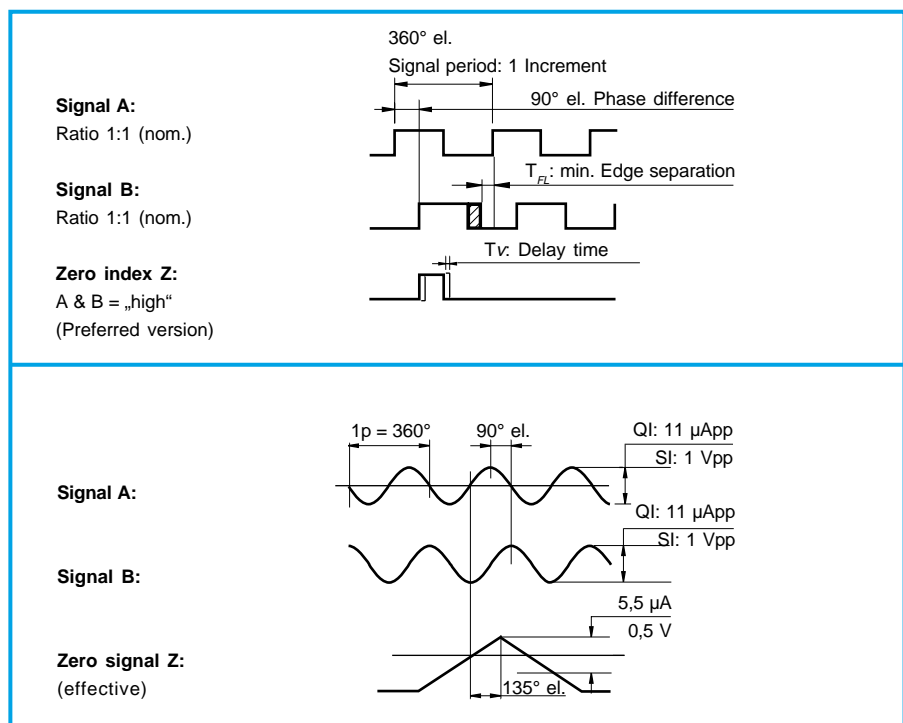 360° el.
Signal period: 1 Increment
90° el. Phase difference
Signal A:
Ratio 1:1 (nom.)
T_FL: min. Edge separation
Signal B:
Ratio 1:1 (nom.)
Tv: Delay time
Zero index Z:
A & B = „high“
(Preferred version)
1p = 360°
90° el.
QI: 11 µApp
SI: 1 Vpp
Signal A:
QI: 11 µApp
SI: 1 Vpp
Signal B:
5,5 µA
0,5 V
Zero signal Z:
(effective)
135° el.